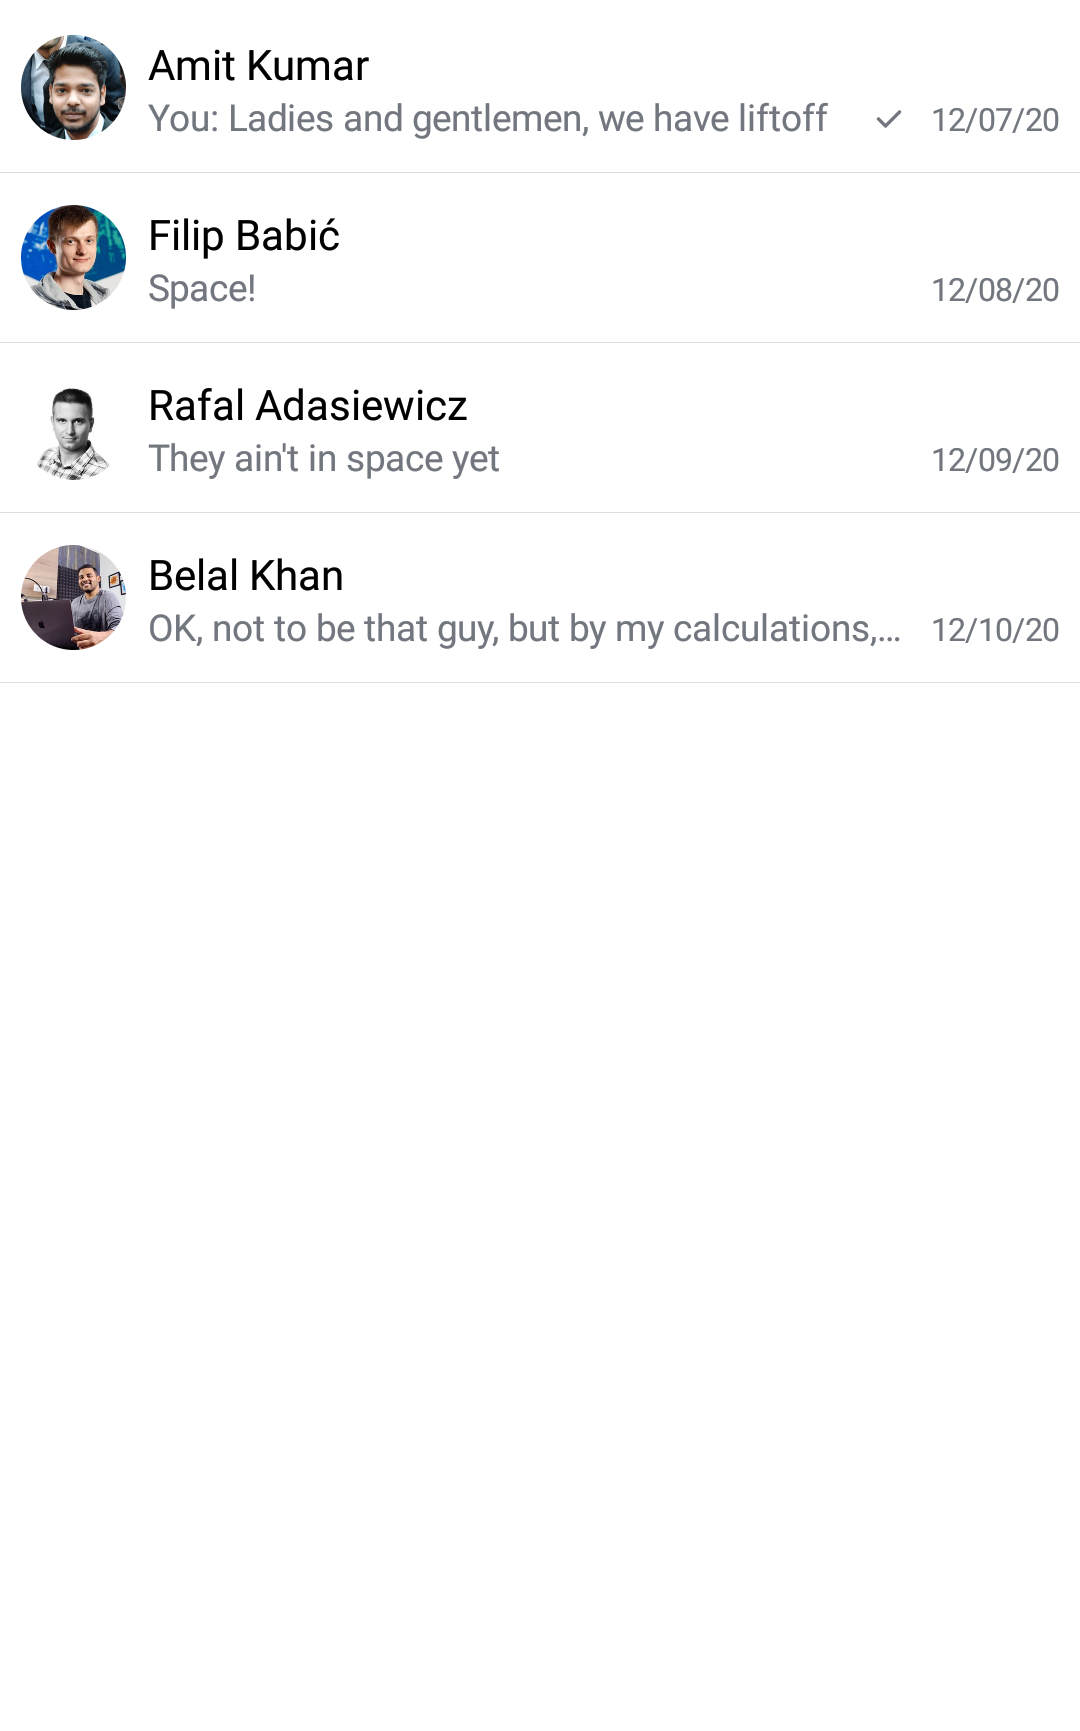 Amit Kumar
You: Ladies and gentlemen, we have liftoff 12/07/20
Filip Babić
Space! 12/08/20
Rafal Adasiewicz
They ain't in space yet 12/09/20
Belal Khan
OK, not to be that guy, but by my calculations,... 12/10/20